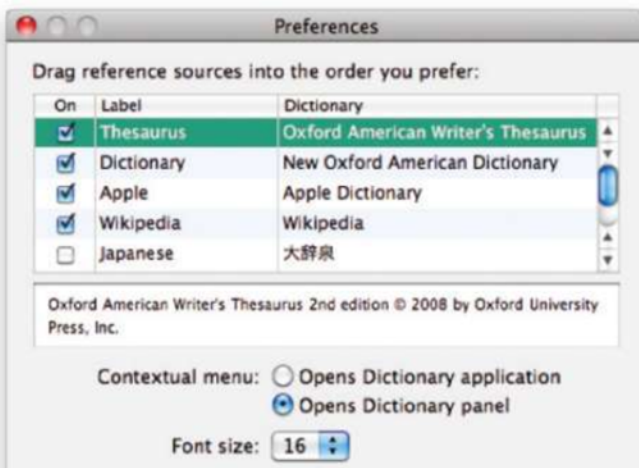 Preferences
Drag reference sources into the order you prefer:
On Label Dictionary
Thesaurus Oxford American Writer's Thesaurus
Dictionary New Oxford American Dictionary
Apple Apple Dictionary
Wikipedia Wikipedia
Japanese 大辞泉
Oxford American Writer's Thesaurus 2nd edition © 2008 by Oxford University
Press, Inc.
Contextual menu: Opens Dictionary application
Opens Dictionary panel
Font size: 16